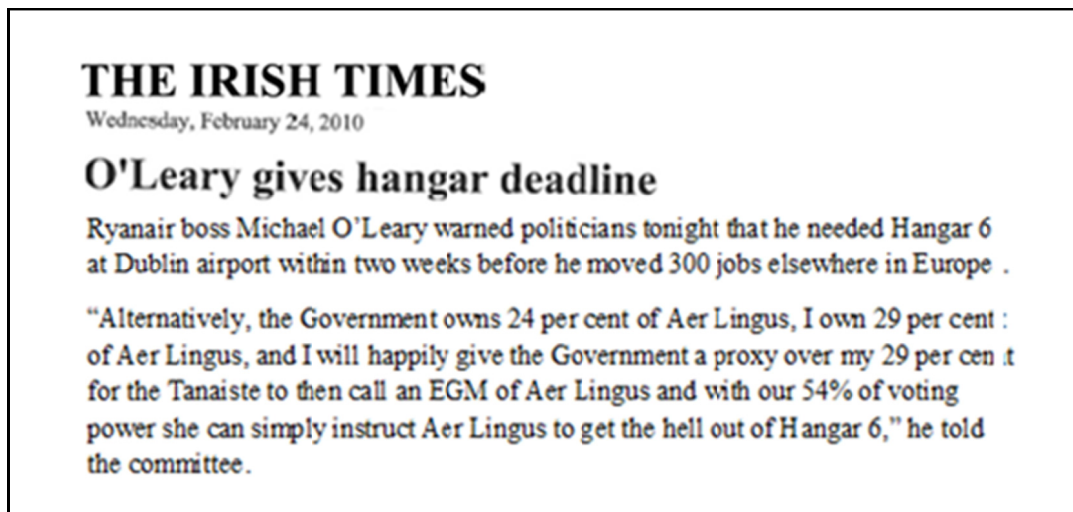 THE IRISH TIMES
Wednesday, February 24, 2010
O'Leary gives hangar deadline
Ryanair boss Michael O’Leary warned politicians tonight that he needed Hangar 6
at Dublin airport within two weeks before he moved 300 jobs elsewhere in Europe .
“Alternatively, the Government owns 24 per cent of Aer Lingus, I own 29 per cent :
of Aer Lingus, and I will happily give the Government a proxy over my 29 per cen t
for the Tanaiste to then call an EGM of Aer Lingus and with our 54% of voting
power she can simply instruct Aer Lingus to get the hell out of Hangar 6,” he told
the committee.